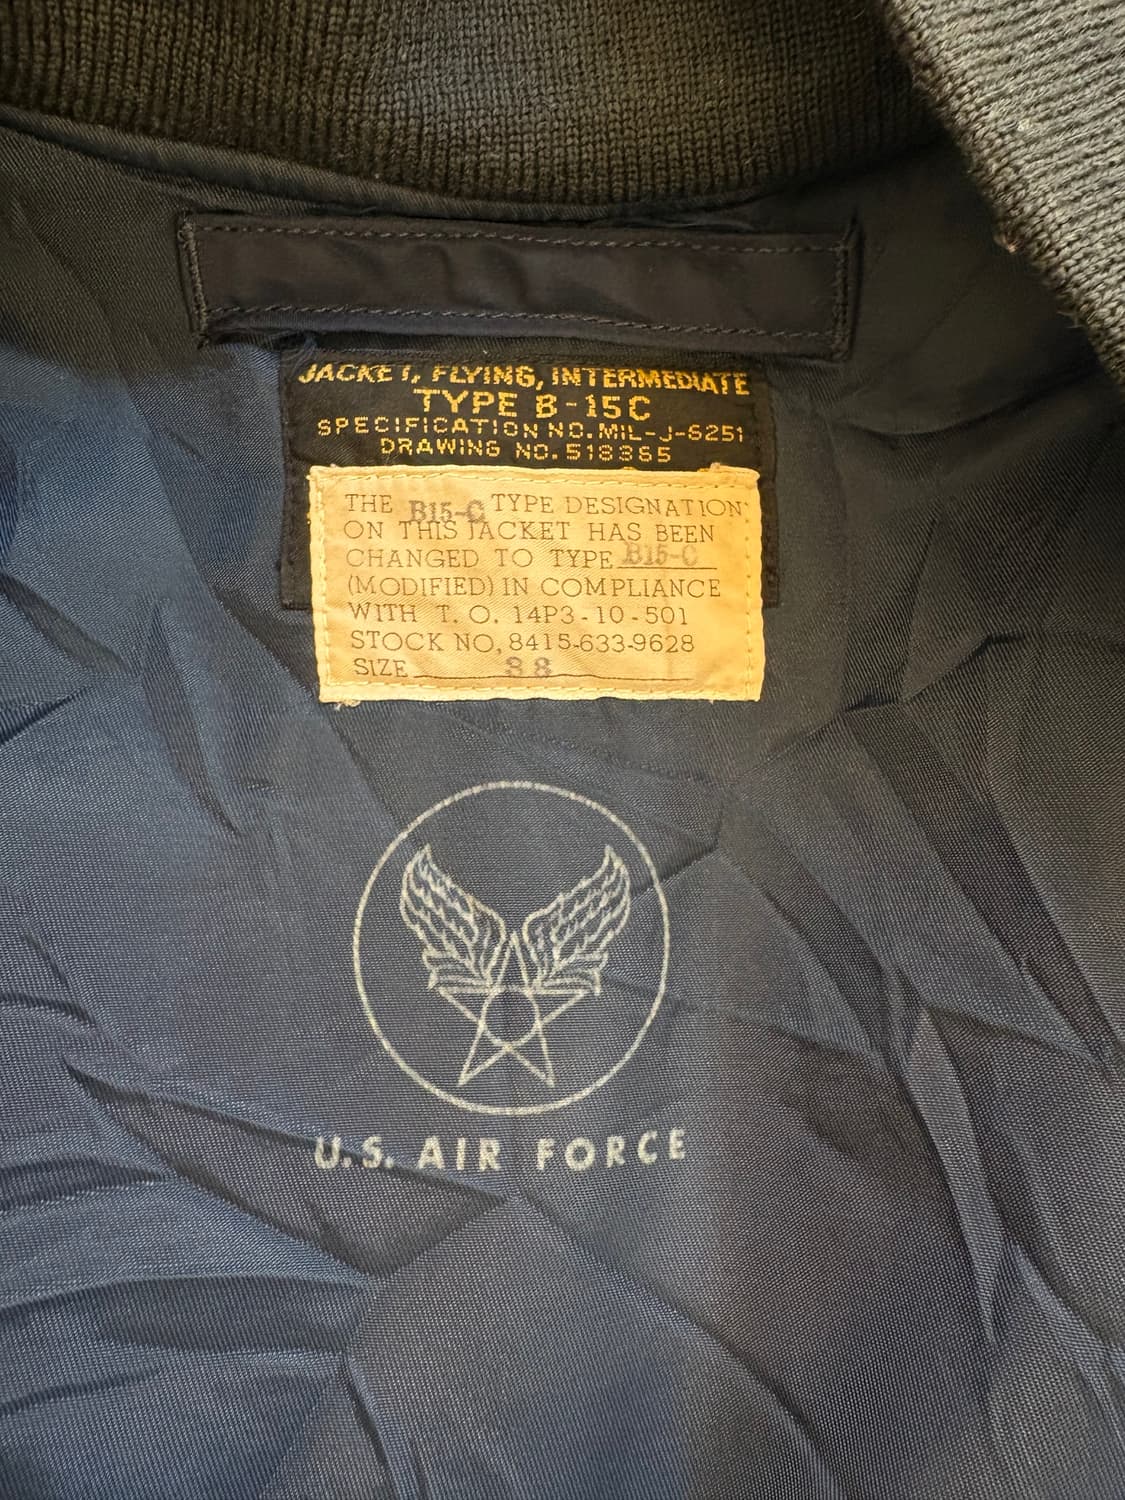 JACKET, FLYING, INTERMEDIATE
TYPE B-15C
SPECIFICATION NO. MIL-J-6251
DRAWING NO. 518365
THE B15-C TYPE DESIGNATION
ON THIS JACKET HAS BEEN
CHANGED TO TYPE B15-C
(MODIFIED) IN COMPLIANCE
WITH T. O. 14P3-10-501
STOCK NO, 8415-633-9628
SIZE 38
U.S. AIR FORCE